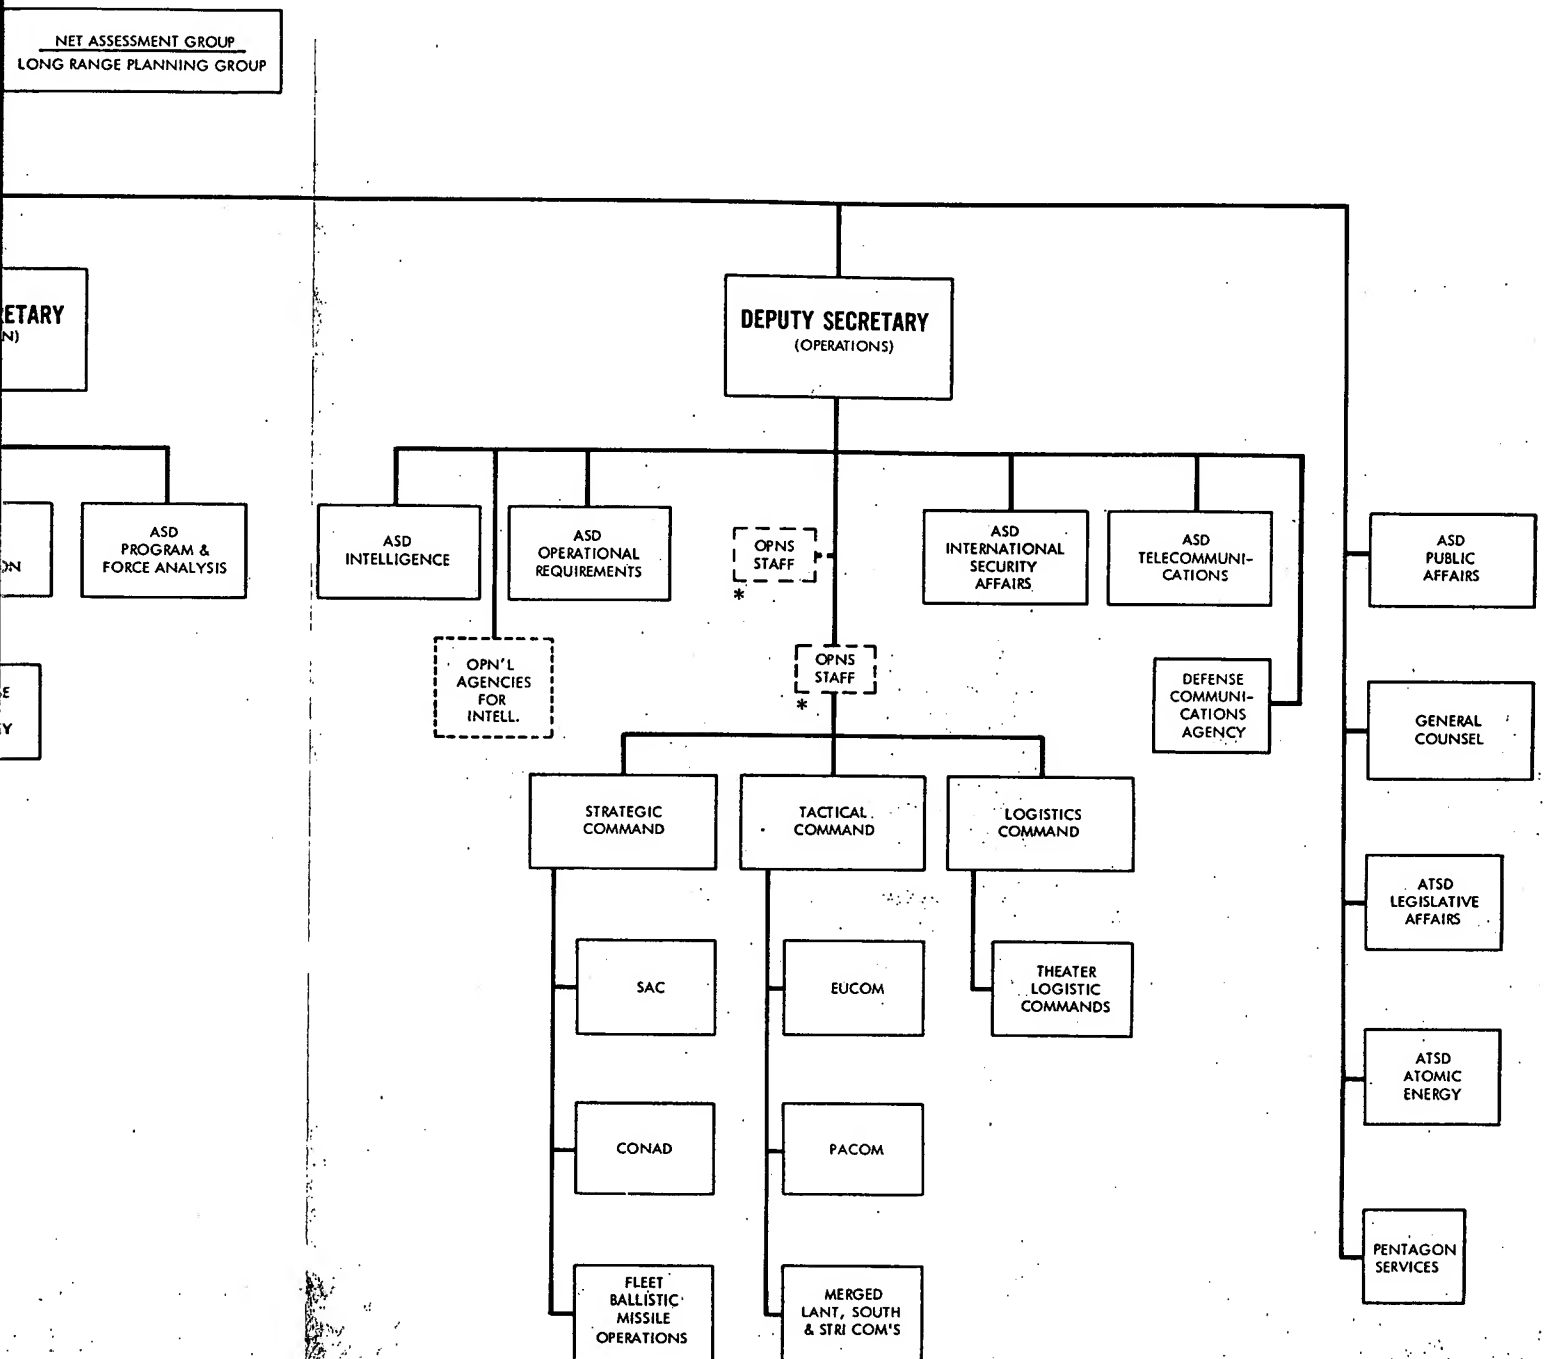 NET ASSESSMENT GROUP
LONG RANGE PLANNING GROUP
ETARY
N)
DEPUTY SECRETARY
(OPERATIONS)
ON
ASD
PROGRAM &
FORCE ANALYSIS
ASD
INTELLIGENCE
ASD
OPERATIONAL
REQUIREMENTS
OPNS
STAFF
*
ASD
INTERNATIONAL
SECURITY
AFFAIRS
ASD
TELECOMMUNI-
CATIONS
ASD
PUBLIC
AFFAIRS
E
Y
OPN'L
AGENCIES
FOR
INTELL.
OPNS
STAFF
*
DEFENSE
COMMUNI-
CATIONS
AGENCY
GENERAL
COUNSEL
STRATEGIC
COMMAND
TACTICAL
COMMAND
LOGISTICS
COMMAND
ATSD
LEGISLATIVE
AFFAIRS
SAC
EUCOM
THEATER
LOGISTIC
COMMANDS
ATSD
ATOMIC
ENERGY
CONAD
PACOM
PENTAGON
SERVICES
FLEET
BALLISTIC
MISSILE
OPERATIONS
MERGED
LANT, SOUTH
& STRI COM'S